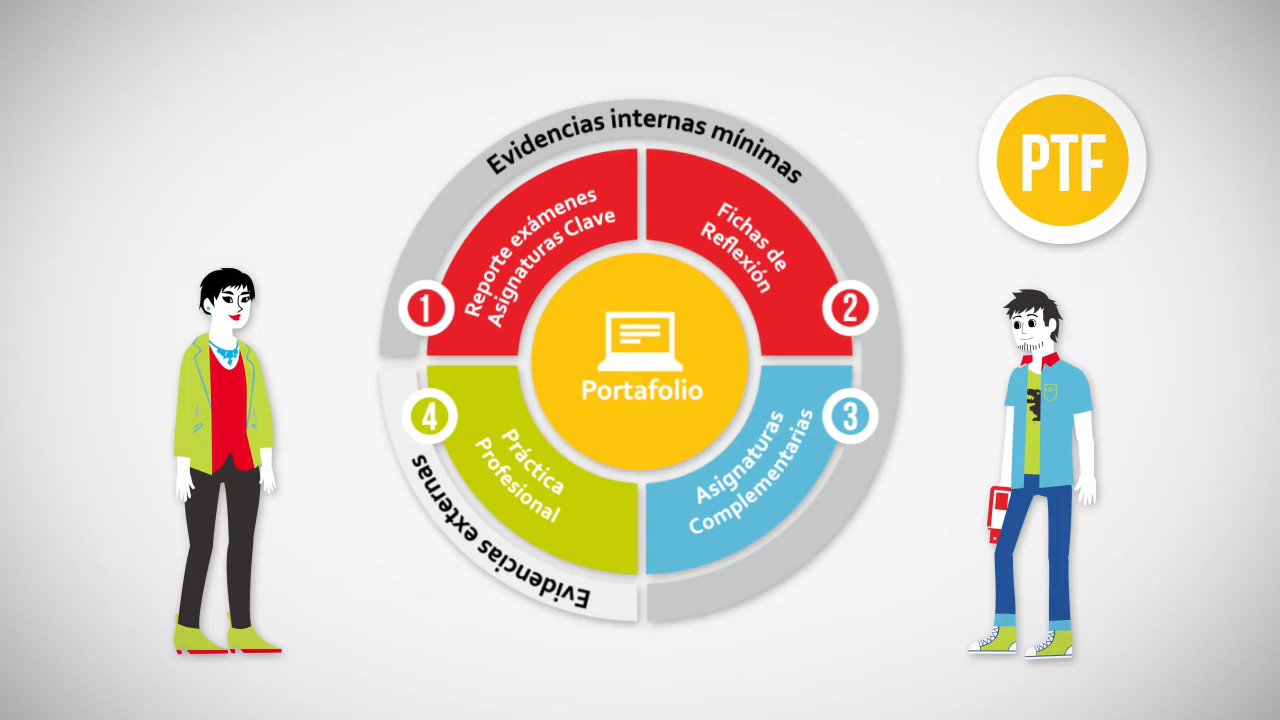 Evidencias internas mínimas
PTF
Reporte exámenes
Asignaturas Clave
1
Fichas de
Reflexión
2
Portafolio
Asignaturas
Complementarias
3
Práctica
Profesional
4
Evidencias externas